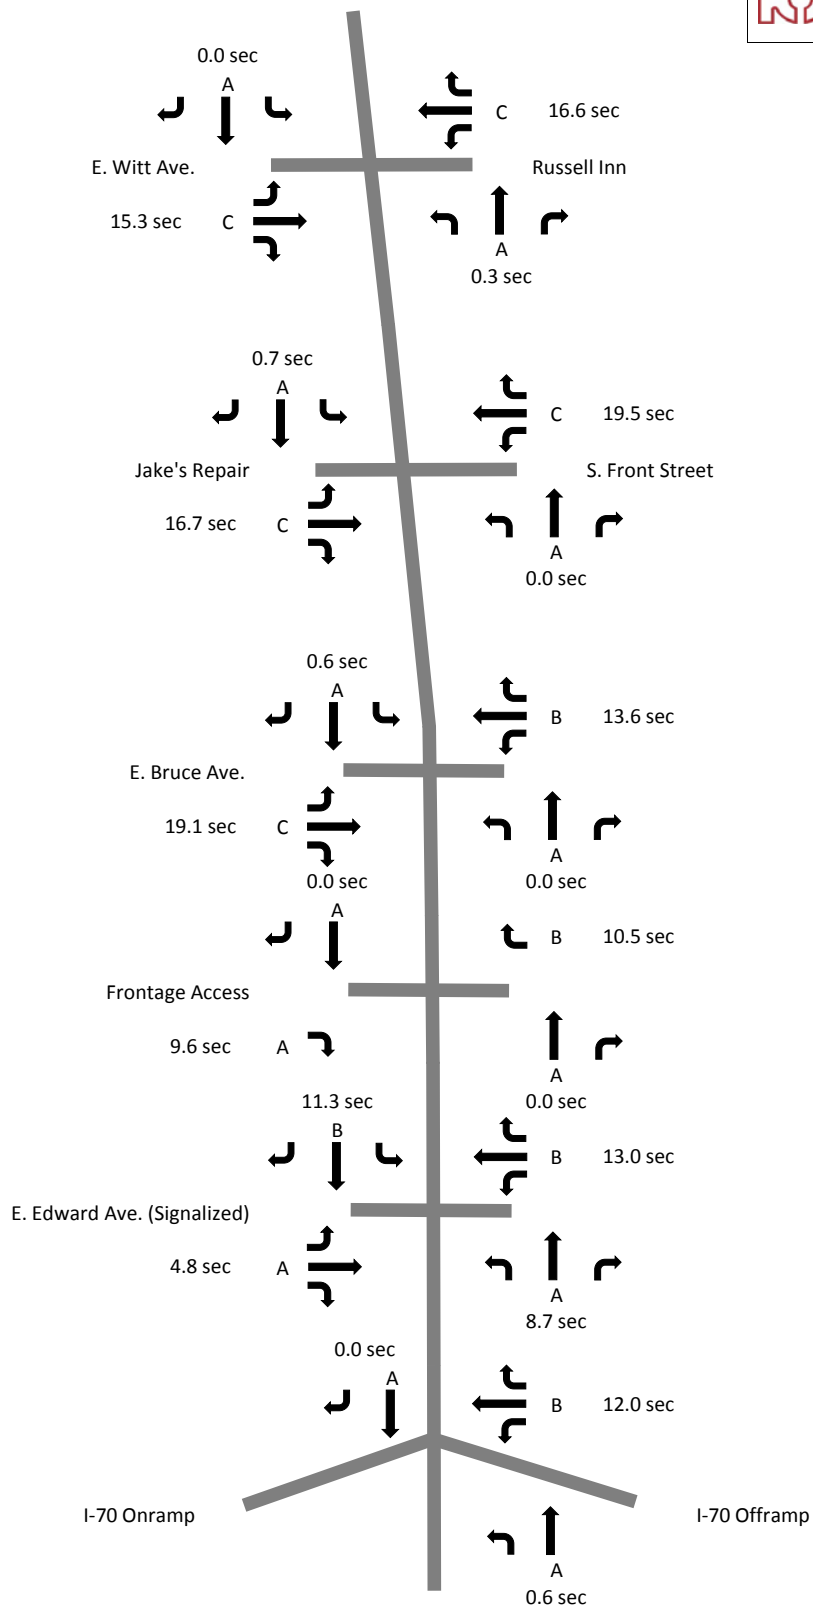 0.0 sec
A
C 16.6 sec
E. Witt Ave. Russell Inn
15.3 sec C
A
0.3 sec
0.7 sec
A
C 19.5 sec
Jake's Repair S. Front Street
16.7 sec C
A
0.0 sec
0.6 sec
A
B 13.6 sec
E. Bruce Ave.
19.1 sec C
A
0.0 sec 0.0 sec
A
B 10.5 sec
Frontage Access
9.6 sec A
A
11.3 sec 0.0 sec
B
B 13.0 sec
E. Edward Ave. (Signalized)
4.8 sec A
A
8.7 sec
0.0 sec
A
B 12.0 sec
I-70 Onramp I-70 Offramp
A
0.6 sec